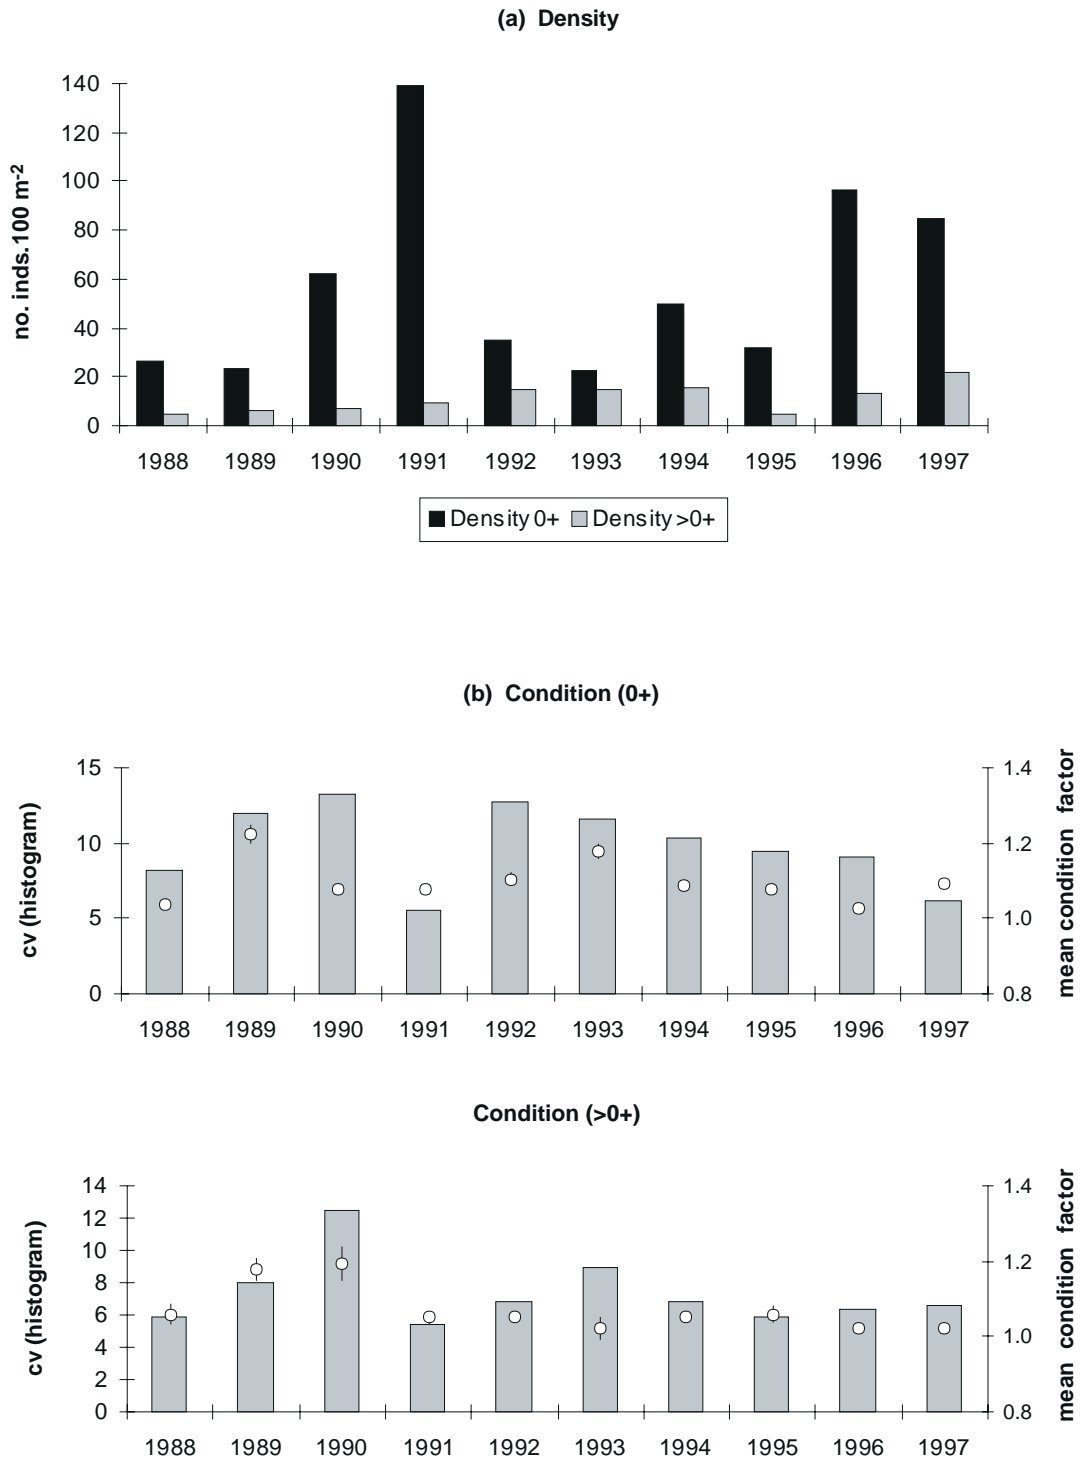 (a) Density
no. inds.100 m-2
140
120
100
80
60
40
20
0
1988 1989 1990 1991 1992 1993 1994 1995 1996 1997
Density 0+ Density >0+
(b) Condition (0+)
cv (histogram)
15
10
5
0
1.4
1.2
1.0
0.8
mean condition factor
1988 1989 1990 1991 1992 1993 1994 1995 1996 1997
Condition (>0+)
cv (histogram)
14
12
10
8
6
4
2
0
1.4
1.2
1.0
0.8
mean condition factor
1988 1989 1990 1991 1992 1993 1994 1995 1996 1997